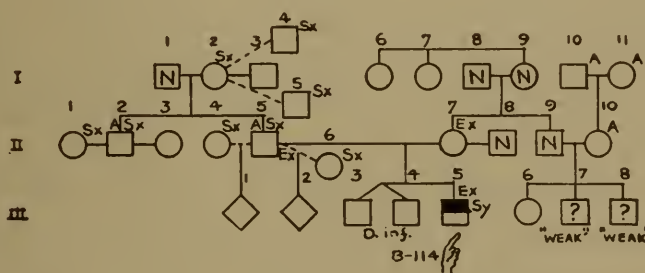 4 Sx
1 2 Sx 3 6 7 8 9 10 A 11 A
I N N N
5 Sx
1 Sx 2 A Sx 3 4 Sx 5 A Sx 6 7 Ex 8 9 10 A
II Ex Sx N N
1 2 3 4 5 6 7 8
III Ex Sy ? ?
D. inf. "WEAK" "WEAK"
B-114